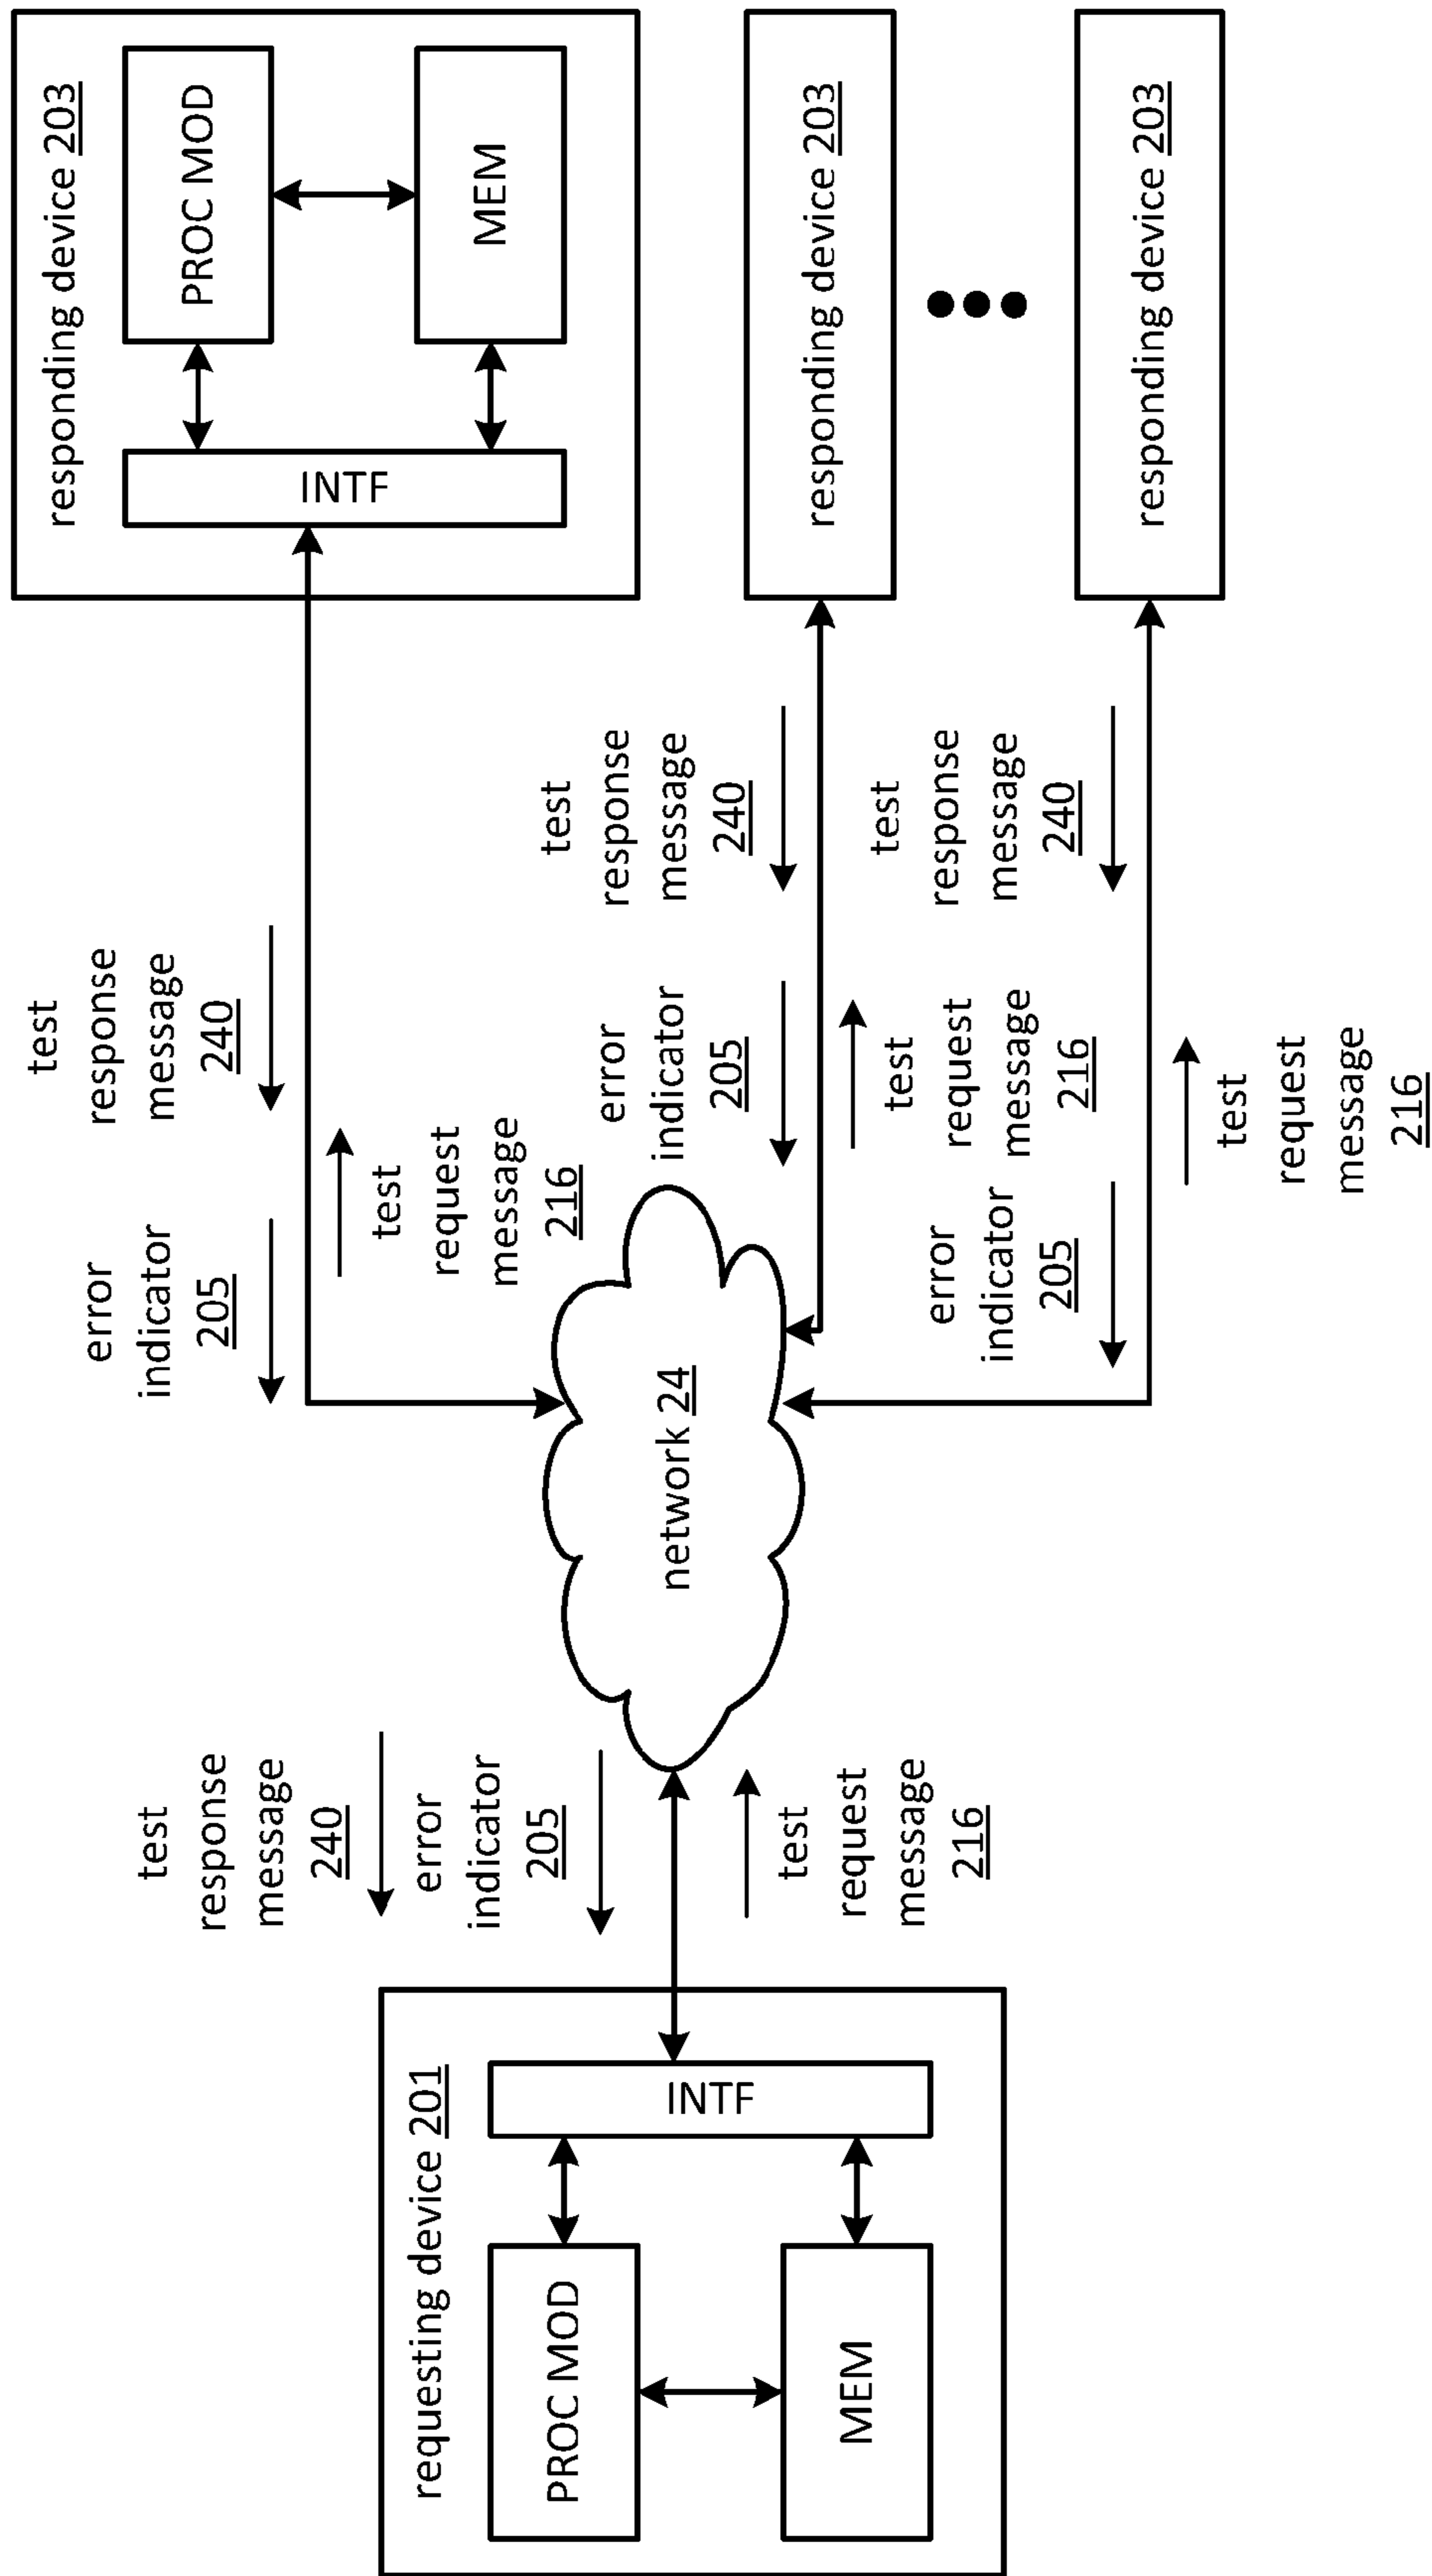 requesting device 201
PROC MOD
MEM
INTF
test
response
message
240
error
indicator
205
test
request
message
216
network 24
error
indicator
205
test
response
message
240
test
request
message
216
responding device 203
PROC MOD
MEM
INTF
error
indicator
205
test
response
message
240
test
request
message
216
responding device 203
error
indicator
205
test
response
message
240
test
request
message
216
responding device 203